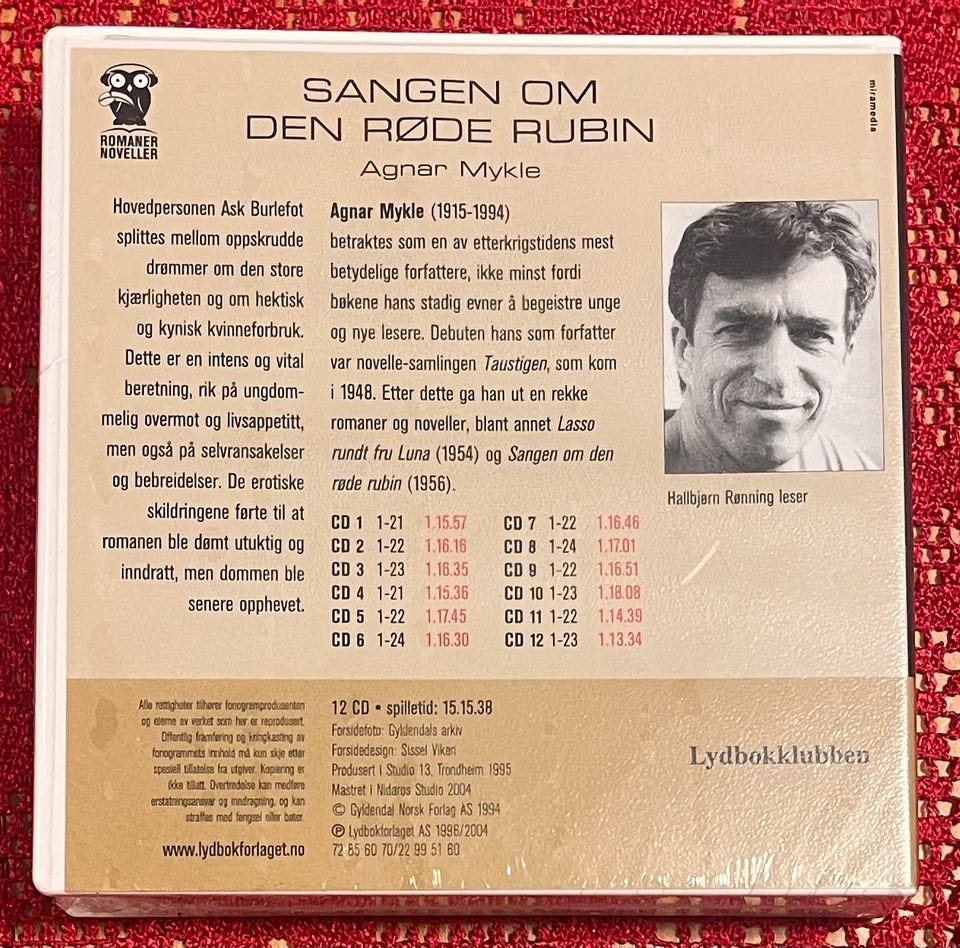 ROMANER
NOVELLER
SANGEN OM
DEN RØDE RUBIN
Agnar Mykle
miramedia
Hovedpersonen Ask Burlefot
splittes mellom oppskrudde
drømmer om den store
kjærligheten og om hektisk
og kynisk kvinneforbruk.
Dette er en intens og vital
beretning, rik på ungdom-
melig overmot og livsappetitt,
men også på selvransakelser
og bebreidelser. De erotiske
skildringene førte til at
romanen ble dømt utuktig og
inndratt, men dommen ble
senere opphevet.
Agnar Mykle (1915-1994)
betraktes som en av etterkrigstidens mest
betydelige forfattere, ikke minst fordi
bøkene hans stadig evner å begeistre unge
og nye lesere. Debuten hans som forfatter
var novelle-samlingen Taustigen, som kom
i 1948. Etter dette ga han ut en rekke
romaner og noveller, blant annet Lasso
rundt fru Luna (1954) og Sangen om den
røde rubin (1956).
Hallbjørn Rønning leser
CD 1 1-21 1.15.57
CD 2 1-22 1.16.16
CD 3 1-23 1.16.35
CD 4 1-21 1.15.36
CD 5 1-22 1.17.45
CD 6 1-24 1.16.30
CD 7 1-22 1.16.46
CD 8 1-24 1.17.01
CD 9 1-22 1.16.51
CD 10 1-23 1.18.08
CD 11 1-22 1.14.39
CD 12 1-23 1.13.34
Alle rettigheter tilhører fonogramprodusenten
og eierne av verket som her er reprodusert.
Offentlig framføring og kringkasting av
fonogrammets innhold må kun skje etter
spesiell tillatelse fra utgiver. Kopiering er
ikke tillatt. Overtredelse kan medføre
erstatningsansvar og inndragning, og kan
straffes med fengsel eller bøter.
www.lydbokforlaget.no
12 CD • spilletid: 15.15.38
Forsidefoto: Gyldendals arkiv
Forsidedesign: Sissel Viken
Produsert i Studio 13, Trondheim 1995
Mastret i Nidaros Studio 2004
© Gyldendal Norsk Forlag AS 1994
℗ Lydbokforlaget AS 1996/2004
72 85 60 70/22 99 51 60
Lydbokklubben